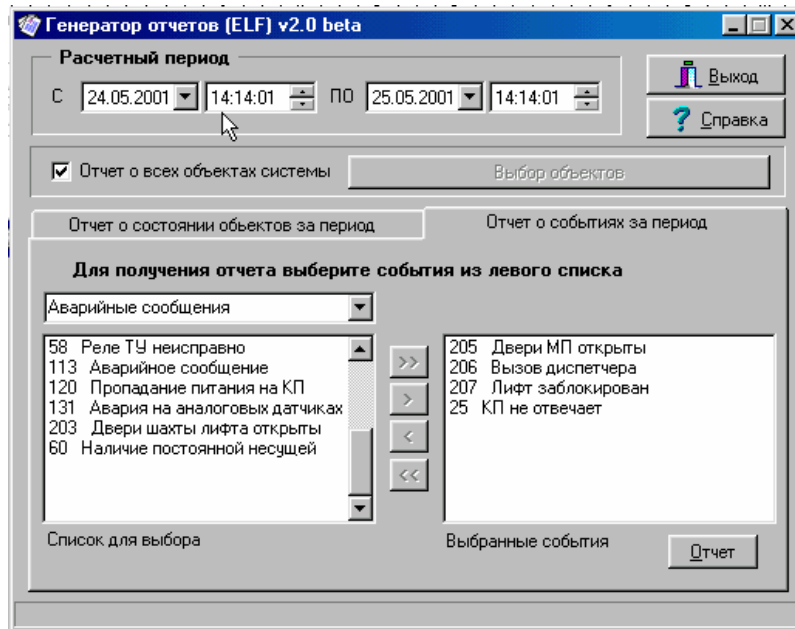 Генератор отчетов (ELF) v2.0 beta
Расчетный период
С 24.05.2001 14:14:01 ПО 25.05.2001 14:14:01
Выход
Справка
Отчет о всех объектах системы
Выбор объектов
Отчет о состоянии обьектов за период
Отчет о событиях за период
Для получения отчета выберите события из левого списка
Аварийные сообщения
58 Реле ТУ неисправно
113 Аварийное сообщение
120 Пропадание питания на КП
131 Авария на аналоговых датчиках
203 Двери шахты лифта открыты
60 Наличие постоянной несущей
>>
>
<
<<
205 Двери МП открыты
206 Вызов диспетчера
207 Лифт заблокирован
25 КП не отвечает
Список для выбора
Выбранные события
Отчет